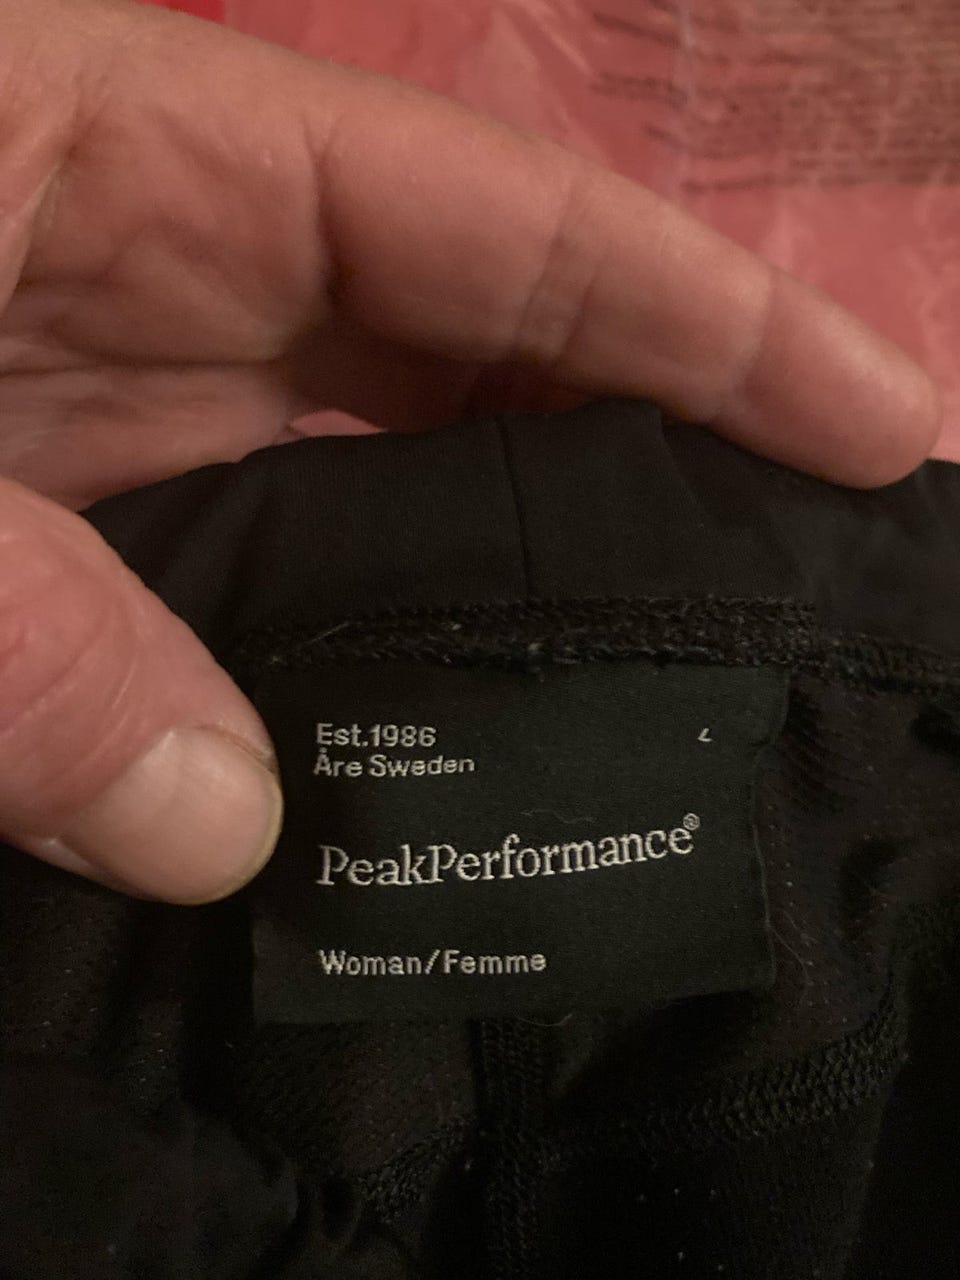 Est.1986
Åre Sweden
L
PeakPerformance®
Woman/Femme